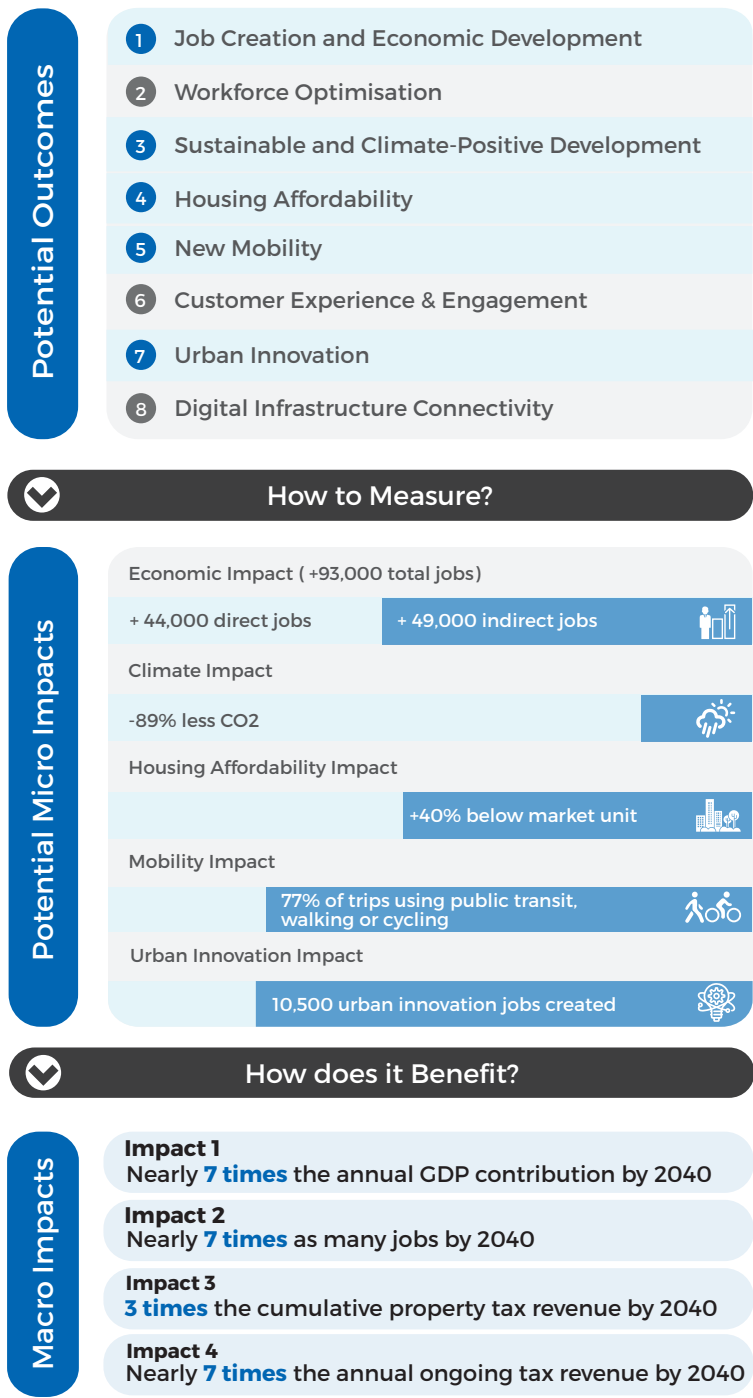 Potential Outcomes
1 Job Creation and Economic Development
2 Workforce Optimisation
3 Sustainable and Climate-Positive Development
4 Housing Affordability
5 New Mobility
6 Customer Experience & Engagement
7 Urban Innovation
8 Digital Infrastructure Connectivity
How to Measure?
Potential Micro Impacts
Economic Impact ( +93,000 total jobs)
+ 44,000 direct jobs
+ 49,000 indirect jobs
Climate Impact
-89% less CO2
Housing Affordability Impact
+40% below market unit
Mobility Impact
77% of trips using public transit,
walking or cycling
Urban Innovation Impact
10,500 urban innovation jobs created
How does it Benefit?
Macro Impacts
Impact 1
Nearly 7 times the annual GDP contribution by 2040
Impact 2
Nearly 7 times as many jobs by 2040
Impact 3
3 times the cumulative property tax revenue by 2040
Impact 4
Nearly 7 times the annual ongoing tax revenue by 2040